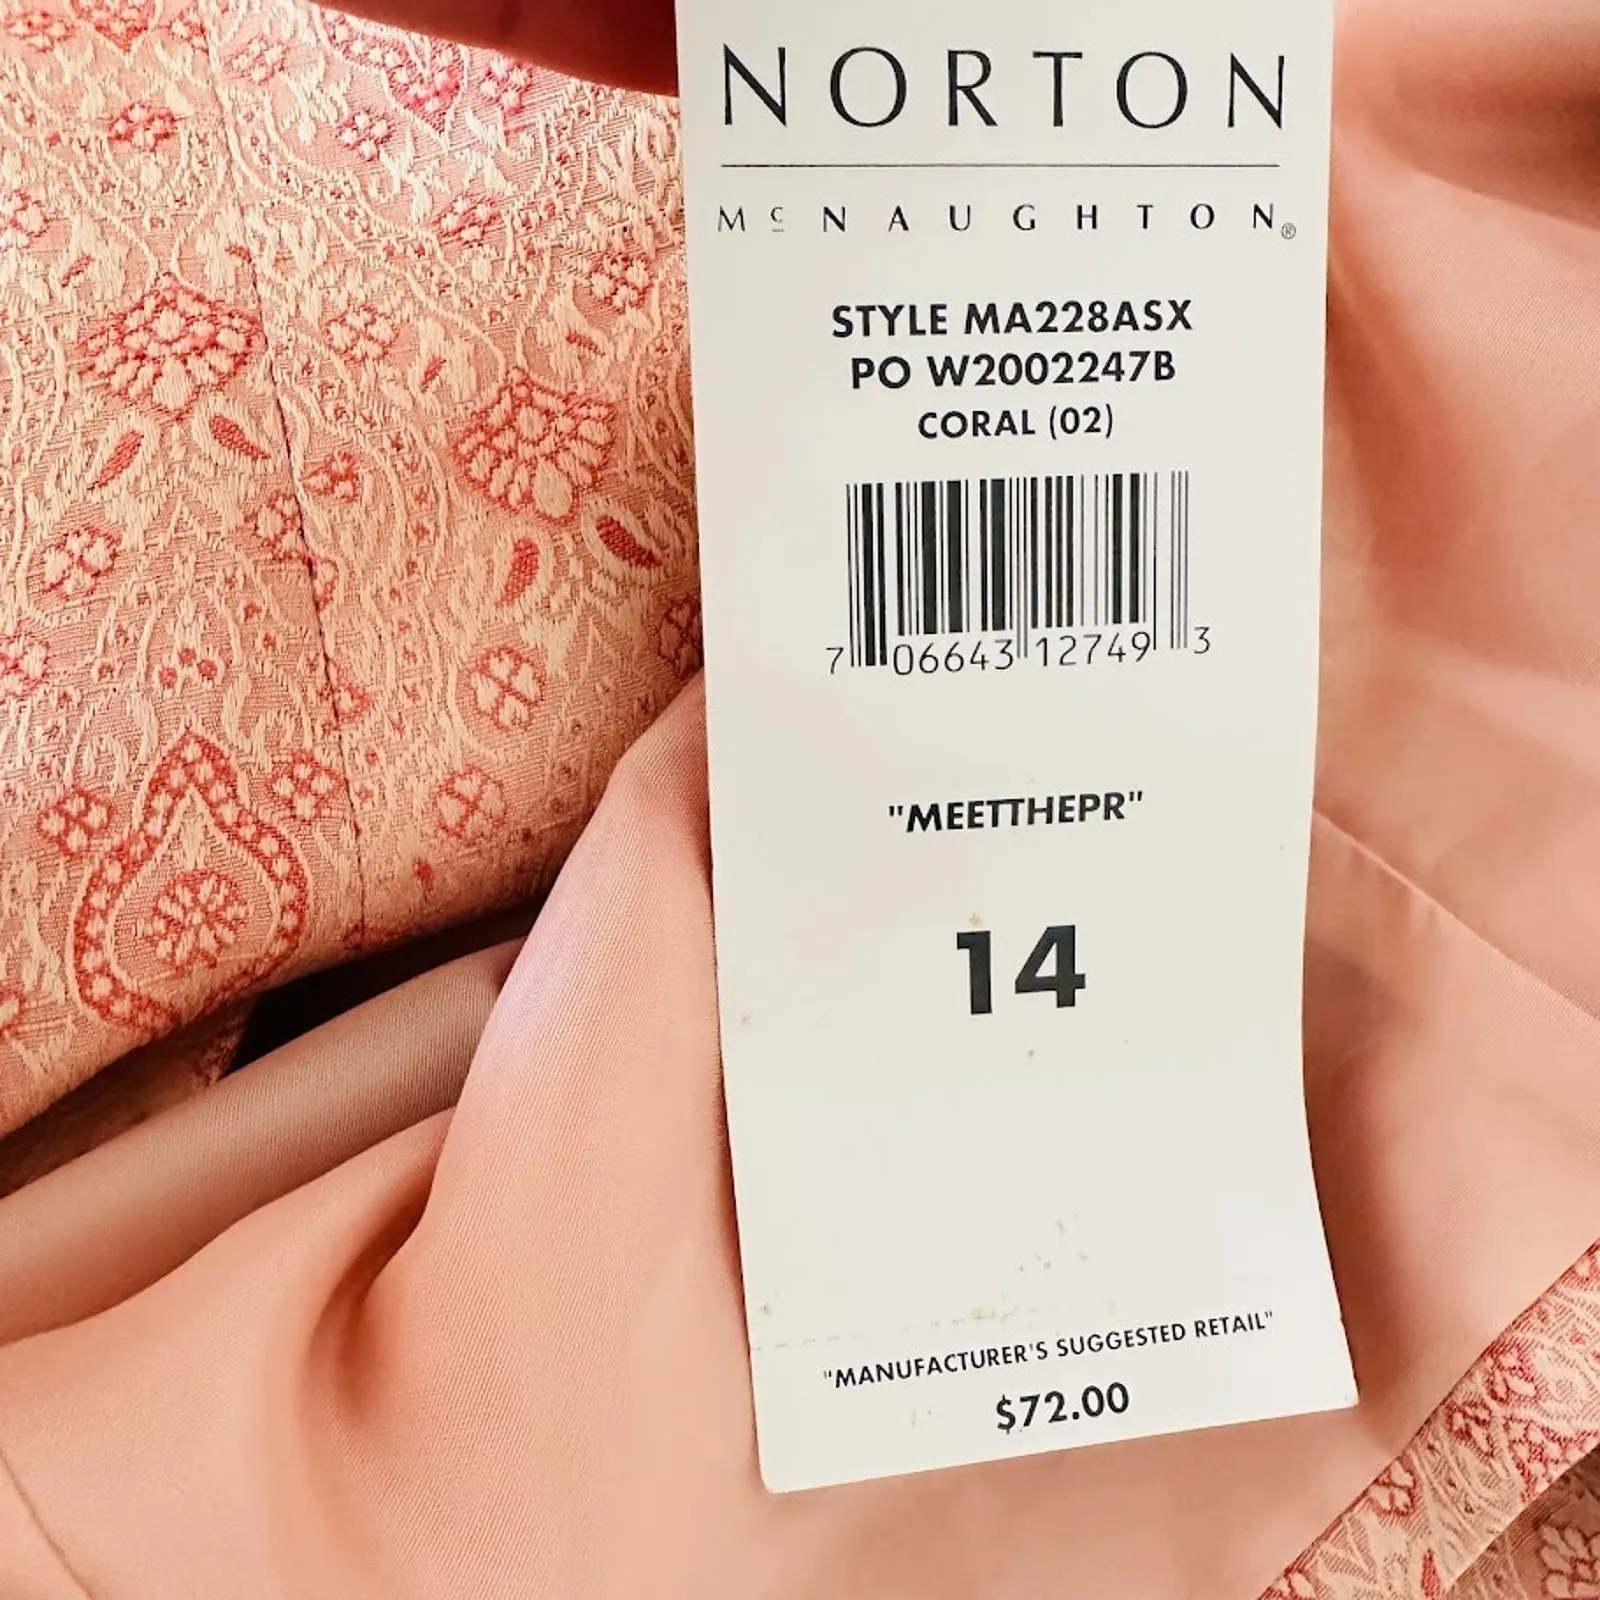 NORTON
McNAUGHTON®
STYLE MA228ASX
PO W2002247B
CORAL (02)
7 06643 12749 3
"MEETTHEPR"
14
"MANUFACTURER'S SUGGESTED RETAIL"
$72.00